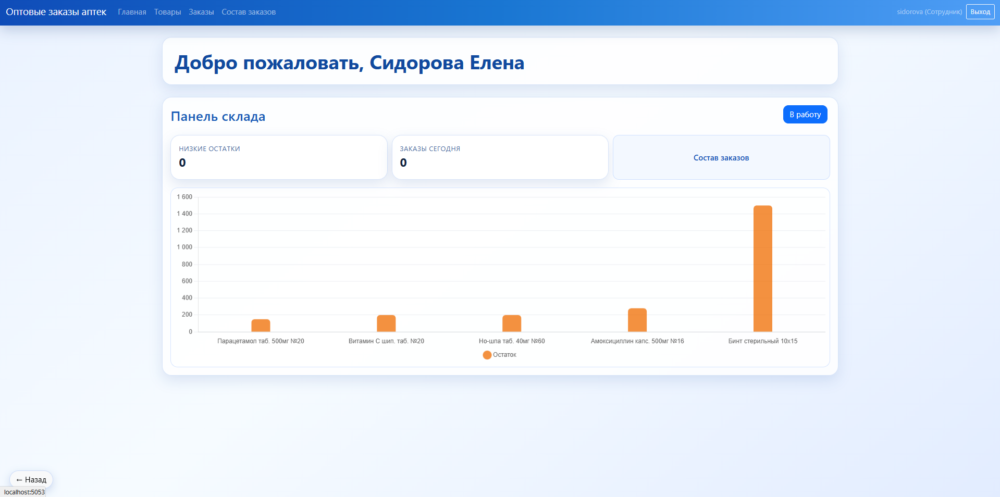 Оптовые заказы аптек Главная Товары Заказы Состав заказов sidorova (Сотрудник) Выход
Добро пожаловать, Сидорова Елена
Панель склада В работу
НИЗКИЕ ОСТАТКИ
0
ЗАКАЗЫ СЕГОДНЯ
0
Состав заказов
1 600
1 400
1 200
1 000
800
600
400
200
0
Парацетамол таб. 500мг №20 Витамин С шип. таб. №20 Но-шпа таб. 40мг №60 Амоксициллин капс. 500мг №16 Бинт стерильный 10х15
Остаток
← Назад
localhost:5053